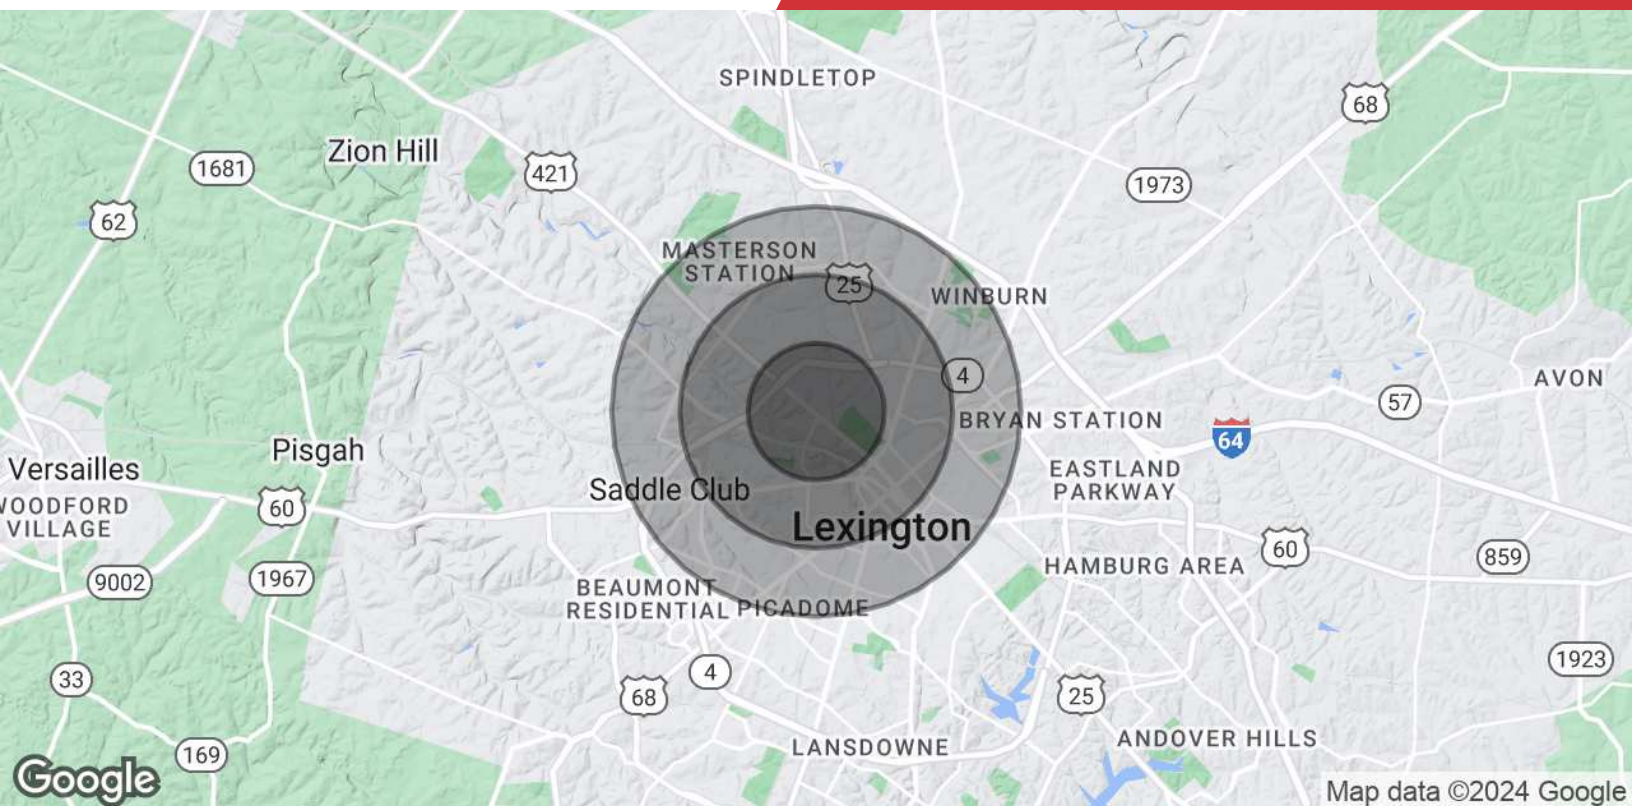 SPINDLETOP
68
Zion Hill
1681
421
1973
62
MASTERSON
STATION
25
WINBURN
4
AVON
57
BRYAN STATION
64
Pisgah
Versailles
EASTLAND
PARKWAY
Saddle Club
WOODFORD
VILLAGE
60
Lexington
60
859
HAMBURG AREA
9002
1967
BEAUMONT
RESIDENTIAL
PICADOME
33
1923
4
68
25
ANDOVER HILLS
LANSDOWNE
169
Google
Map data ©2024 Google